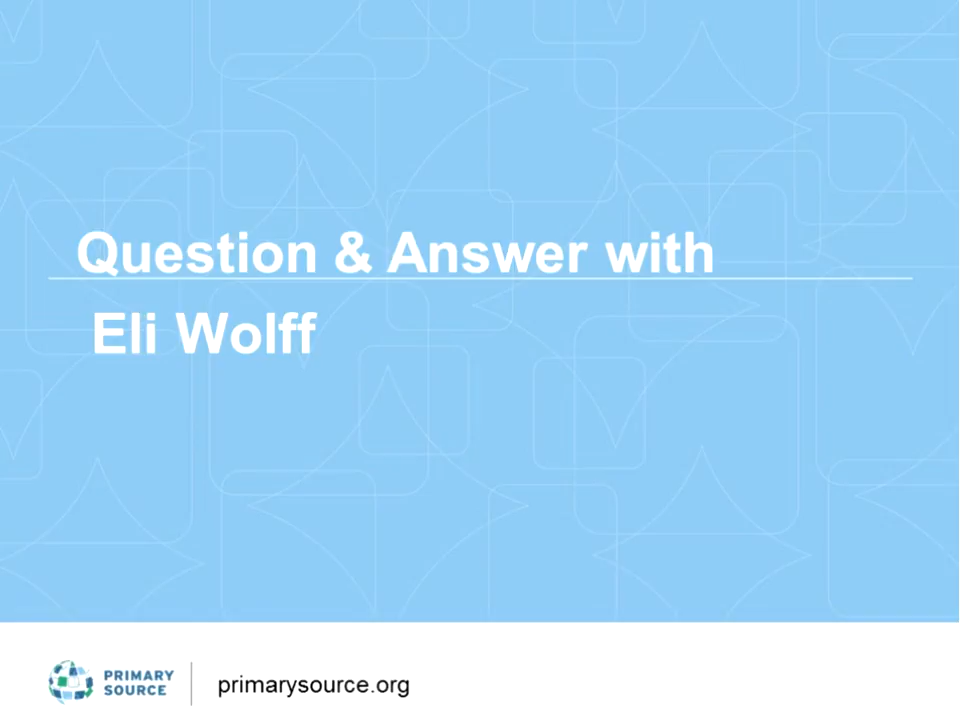 Question & Answer with
Eli Wolff
PRIMARY
SOURCE
primarysource.org